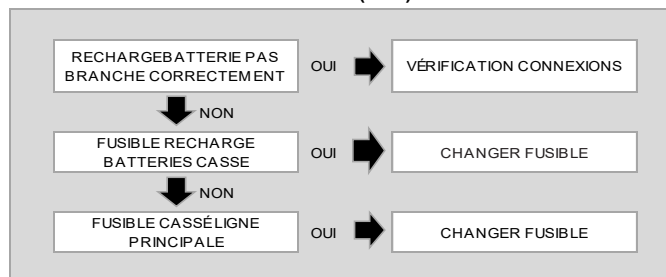 RECHARGEBATTERIE PAS
BRANCHE CORRECTEMENT
OUI
VÉRIFICATION CONNEXIONS
NON
FUSIBLE RECHARGE
BATTERIES CASSE
OUI
CHANGER FUSIBLE
NON
FUSIBLE CASSÉLIGNE
PRINCIPALE
OUI
CHANGER FUSIBLE